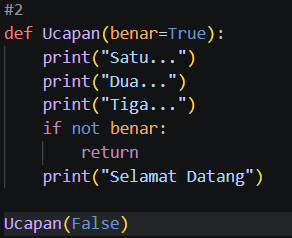 #2
def Ucapan(benar=True):
    print("Satu...")
    print("Dua...")
    print("Tiga...")
    if not benar:
        return
    print("Selamat Datang")

Ucapan(False)